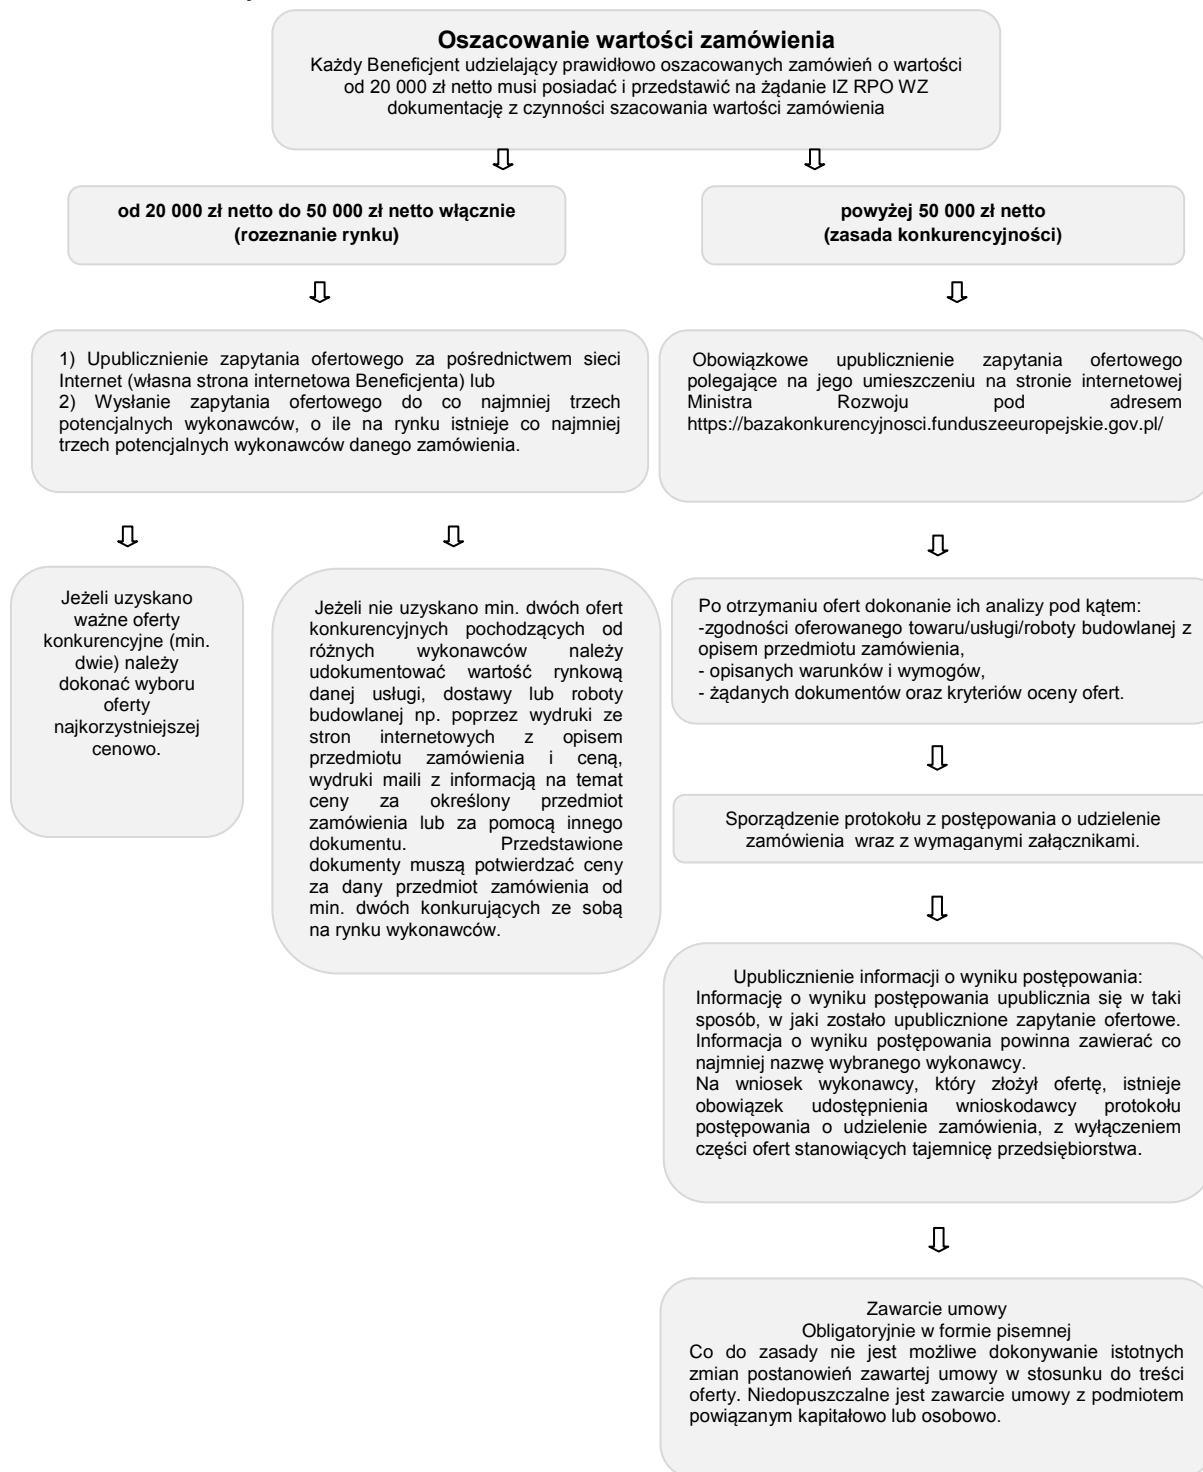 Oszacowanie wartości zamówienia
Każdy Beneficjent udzielający prawidłowo oszacowanych zamówień o wartości
od 20 000 zł netto musi posiadać i przedstawić na żądanie IZ RPO WZ
dokumentację z czynności szacowania wartości zamówienia
od 20 000 zł netto do 50 000 zł netto włącznie
(rozeznanie rynku)
powyżej 50 000 zł netto
(zasada konkurencyjności)
1) Upublicznienie zapytania ofertowego za pośrednictwem sieci
Internet (własna strona internetowa Beneficjenta) lub
2) Wysłanie zapytania ofertowego do co najmniej trzech
potencjalnych wykonawców, o ile na rynku istnieje co najmniej
trzech potencjalnych wykonawców danego zamówienia.
Obowiązkowe upublicznienie zapytania ofertowego
polegające na jego umieszczeniu na stronie internetowej
Ministra Rozwoju pod adresem
https://bazakonkurencyjnosci.funduszeeuropejskie.gov.pl/
Jeżeli uzyskano
ważne oferty
konkurencyjne (min.
dwie) należy
dokonać wyboru
oferty
najkorzystniejszej
cenowo.
Jeżeli nie uzyskano min. dwóch ofert
konkurencyjnych pochodzących od
różnych wykonawców należy
udokumentować wartość rynkową
danej usługi, dostawy lub roboty
budowlanej np. poprzez wydruki ze
stron internetowych z opisem
przedmiotu zamówienia i ceną,
wydruki maili z informacją na temat
ceny za określony przedmiot
zamówienia lub za pomocą innego
dokumentu. Przedstawione
dokumenty muszą potwierdzać ceny
za dany przedmiot zamówienia od
min. dwóch konkurujących ze sobą
na rynku wykonawców.
Po otrzymaniu ofert dokonanie ich analizy pod kątem:
-zgodności oferowanego towaru/usługi/roboty budowlanej z
opisem przedmiotu zamówienia,
- opisanych warunków i wymogów,
- żądanych dokumentów oraz kryteriów oceny ofert.
Sporządzenie protokołu z postępowania o udzielenie
zamówienia wraz z wymaganymi załącznikami.
Upublicznienie informacji o wyniku postępowania:
Informację o wyniku postępowania upublicznia się w taki
sposób, w jaki zostało upublicznione zapytanie ofertowe.
Informacja o wyniku postępowania powinna zawierać co
najmniej nazwę wybranego wykonawcy.
Na wniosek wykonawcy, który złożył ofertę, istnieje
obowiązek udostępnienia wnioskodawcy protokołu
postępowania o udzielenie zamówienia, z wyłączeniem
części ofert stanowiących tajemnicę przedsiębiorstwa.
Zawarcie umowy
Obligatoryjnie w formie pisemnej
Co do zasady nie jest możliwe dokonywanie istotnych
zmian postanowień zawartej umowy w stosunku do treści
oferty. Niedopuszczalne jest zawarcie umowy z podmiotem
powiązanym kapitałowo lub osobowo.